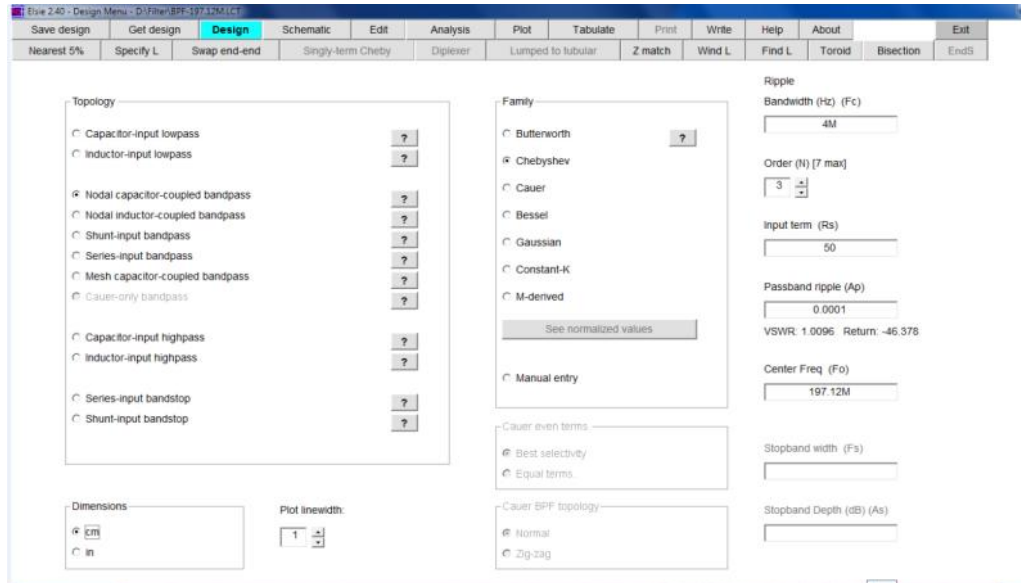 Elsie 2.40 - Design Menu - D:\Filter\BPF-197.12M.LCT
Save design Get design Design Schematic Edit Analysis Plot Tabulate Print Write Help About Exit
Nearest 5% Specify L Swap end-end Singly-term Cheby Diplexer Lumped to tubular Z match Wind L Find L Toroid Bisection EndS
Topology
Capacitor-input lowpass ?
Inductor-input lowpass ?
Nodal capacitor-coupled bandpass ?
Nodal inductor-coupled bandpass ?
Shunt-input bandpass ?
Series-input bandpass ?
Mesh capacitor-coupled bandpass ?
Cauer-only bandpass ?
Capacitor-input highpass ?
Inductor-input highpass ?
Series-input bandstop ?
Shunt-input bandstop ?
Dimensions
cm
in
Plot linewidth:
1
Family
Butterworth ?
Chebyshev
Cauer
Bessel
Gaussian
Constant-K
M-derived
See normalized values
Manual entry
Cauer even terms
Best selectivity
Equal terms
Cauer BPF topology
Normal
Zig-zag
Ripple
Bandwidth (Hz) (Fc)
4M
Order (N) [7 max]
3
Input term (Rs)
50
Passband ripple (Ap)
0.0001
VSWR: 1.0096 Return: -46.378
Center Freq (Fo)
197.12M
Stopband width (Fs)
Stopband Depth (dB) (As)